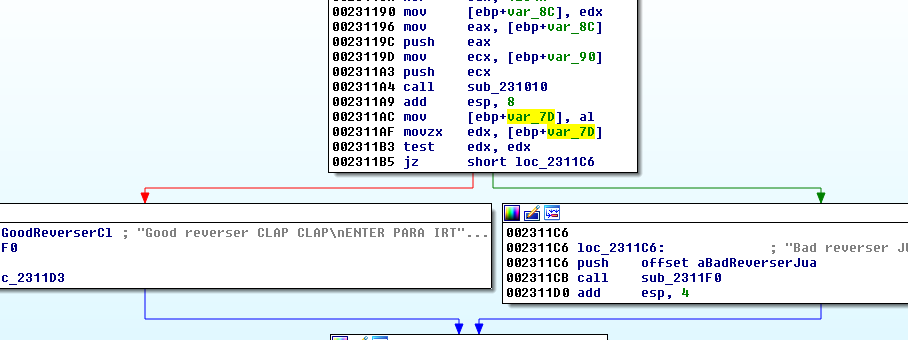 00231190 mov [ebp+var_8C], edx
00231196 mov eax, [ebp+var_8C]
0023119C push eax
0023119D mov ecx, [ebp+var_90]
002311A3 push ecx
002311A4 call sub_231010
002311A9 add esp, 8
002311AC mov [ebp+var_7D], al
002311AF movzx edx, [ebp+var_7D]
002311B3 test edx, edx
002311B5 jz short loc_2311C6
GoodReverserCl ; "Good reverser CLAP CLAP\nENTER PARA IRT"...
F0
c_2311D3
002311C6
002311C6 loc_2311C6: ; "Bad reverser JU
002311C6 push offset aBadReverserJua
002311CB call sub_2311F0
002311D0 add esp, 4